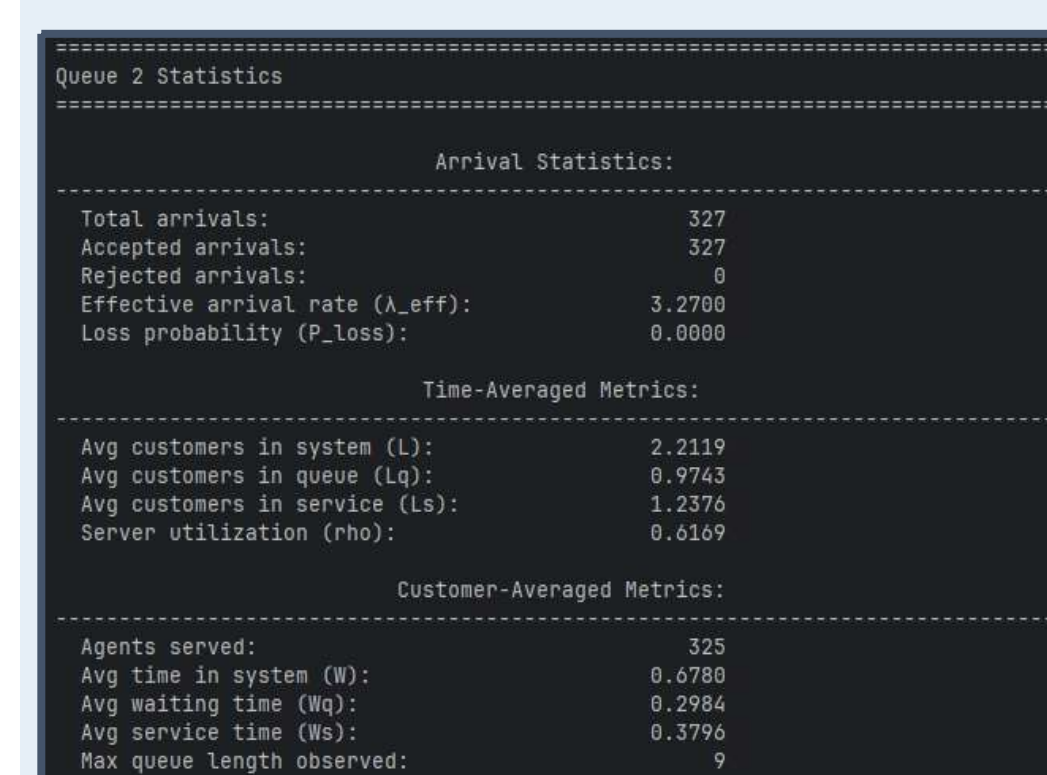 ================================================================================
Queue 2 Statistics
================================================================================
Arrival Statistics:
--------------------------------------------------------------------------------
Total arrivals: 327
Accepted arrivals: 327
Rejected arrivals: 0
Effective arrival rate (λ_eff): 3.2700
Loss probability (P_loss): 0.0000
Time-Averaged Metrics:
--------------------------------------------------------------------------------
Avg customers in system (L): 2.2119
Avg customers in queue (Lq): 0.9743
Avg customers in service (Ls): 1.2376
Server utilization (rho): 0.6169
Customer-Averaged Metrics:
--------------------------------------------------------------------------------
Agents served: 325
Avg time in system (W): 0.6780
Avg waiting time (Wq): 0.2984
Avg service time (Ws): 0.3796
Max queue length observed: 9